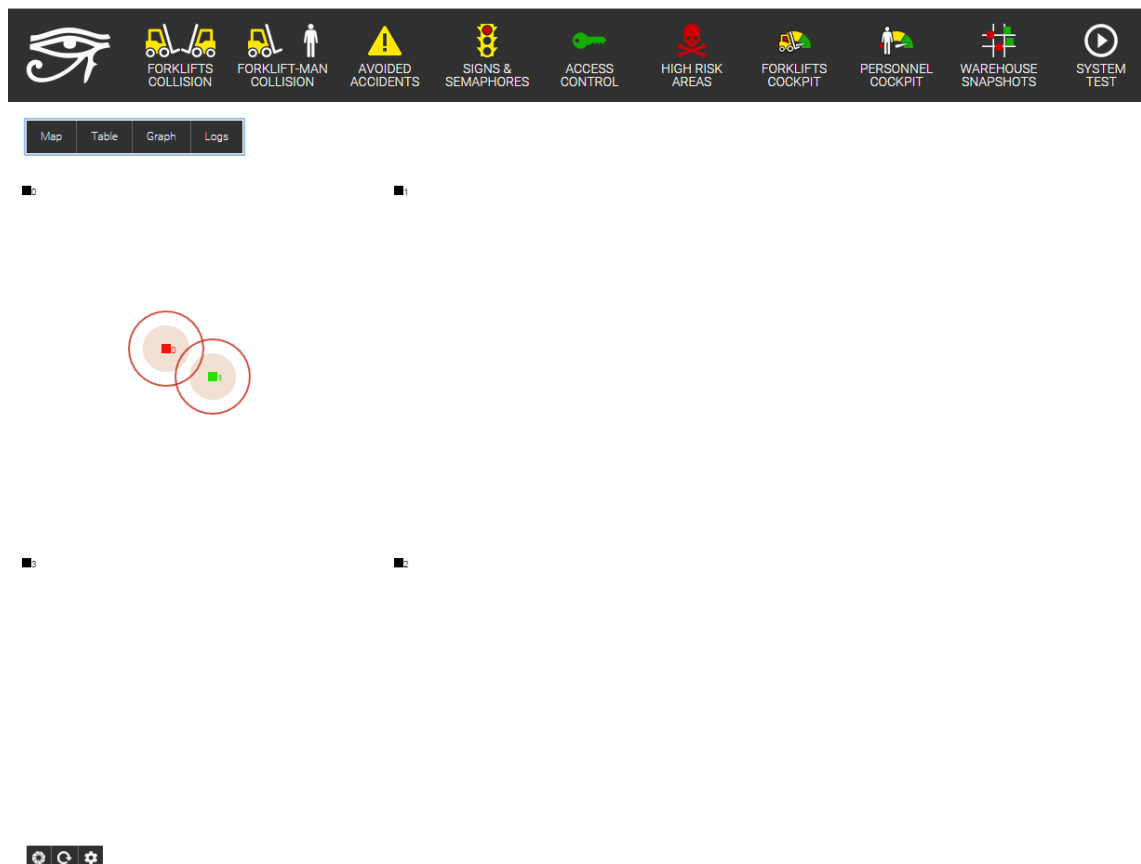 FORKLIFTS COLLISION
FORKLIFT-MAN COLLISION
AVOIDED ACCIDENTS
SIGNS & SEMAPHORES
ACCESS CONTROL
HIGH RISK AREAS
FORKLIFTS COCKPIT
PERSONNEL COCKPIT
WAREHOUSE SNAPSHOTS
SYSTEM TEST
Map Table Graph Logs
0 1
0
1
3 2